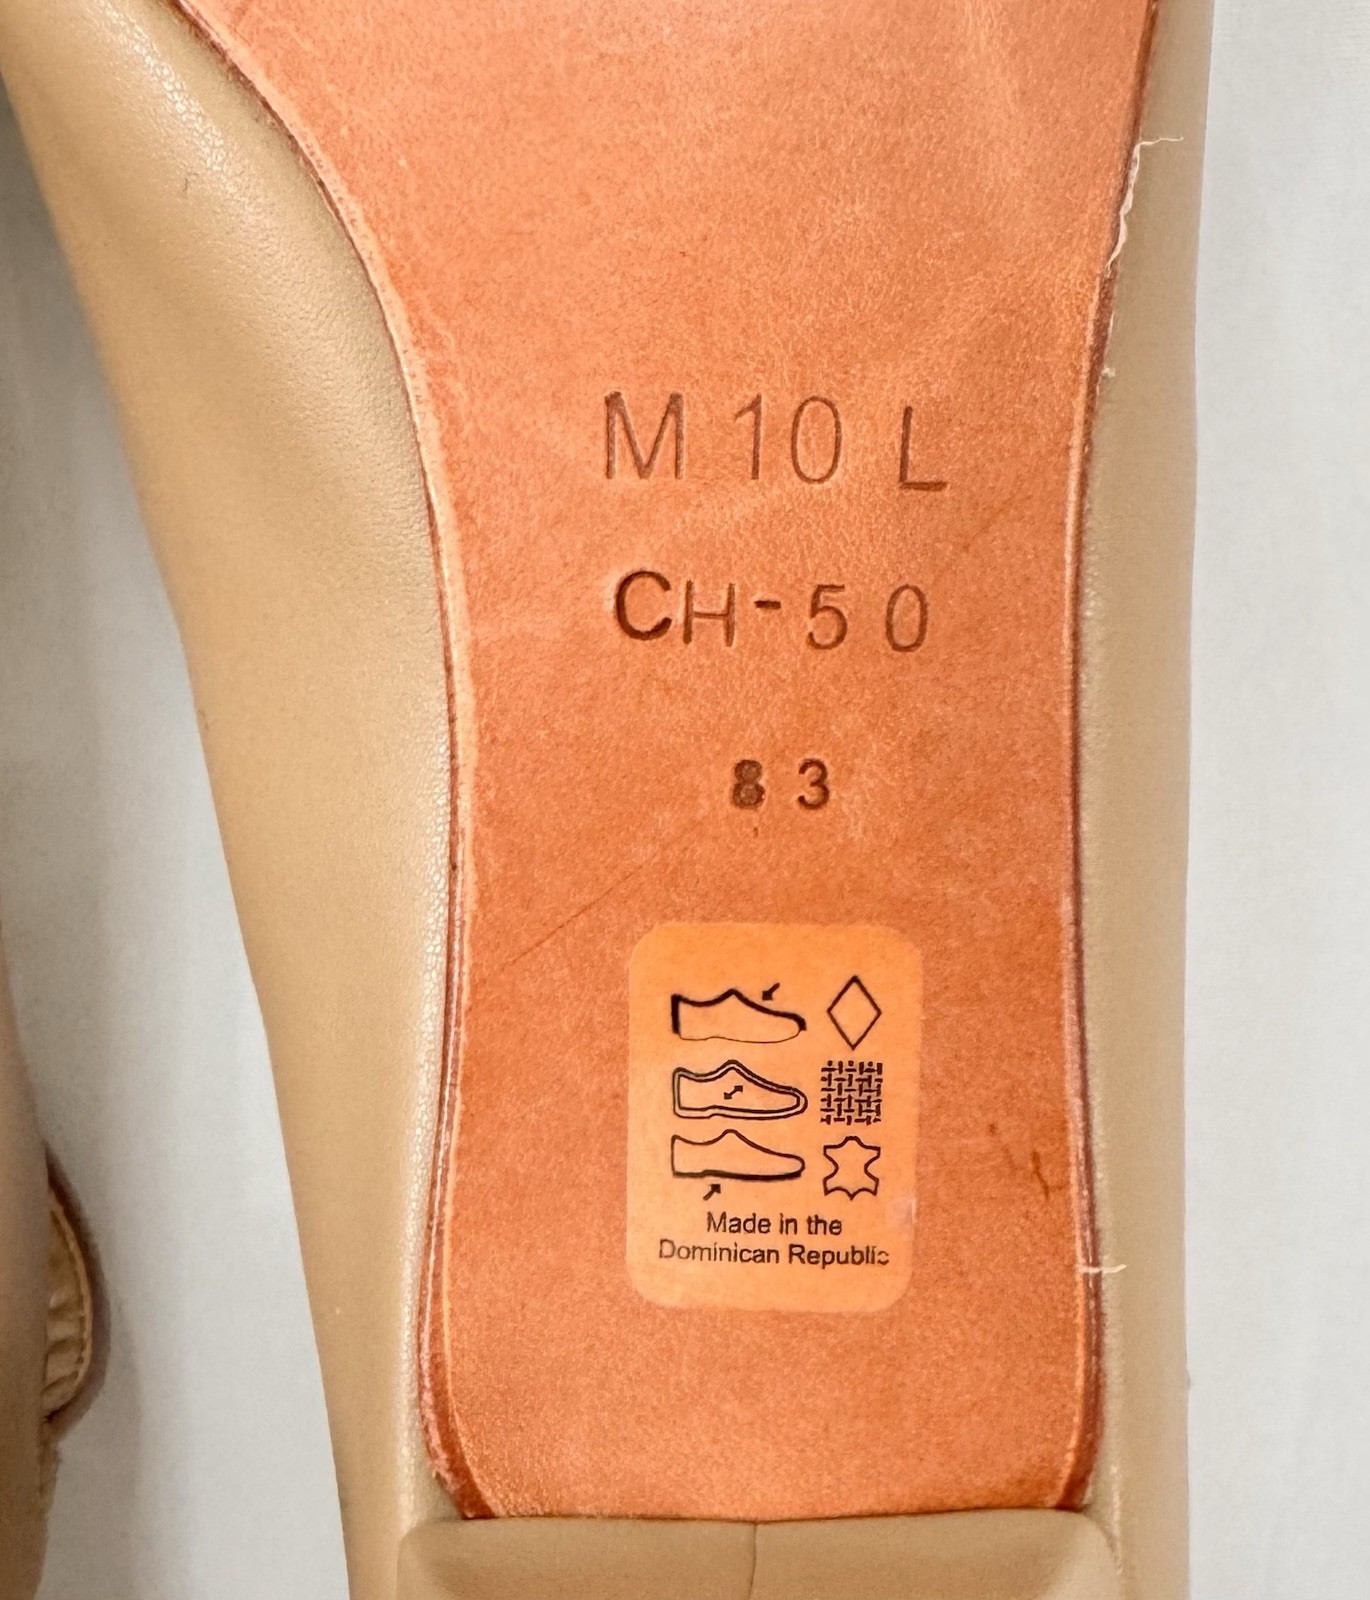 M 10 L
CH-50
83
Made in the
Dominican Republic